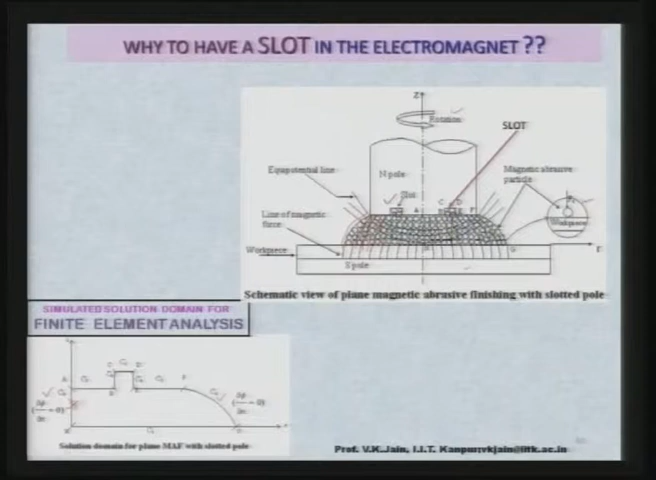 WHY TO HAVE A SLOT IN THE ELECTROMAGNET ??
Z
Rotation
SLOT
Equipotential line
N pole
Magnetic abrasive
particle
Slot
A
C
D
F
Line of magnetic
force
Workpiece
Workpiece
r
S pole
Schematic view of plane magnetic abrasive finishing with slotted pole
SIMULATED SOLUTION DOMAIN FOR
FINITE ELEMENT ANALYSIS
Solution domain for plane MAF with slotted pole
Prof. V.K.Jain, I.I.T. Kanpur;vkjain@iitk.ac.in